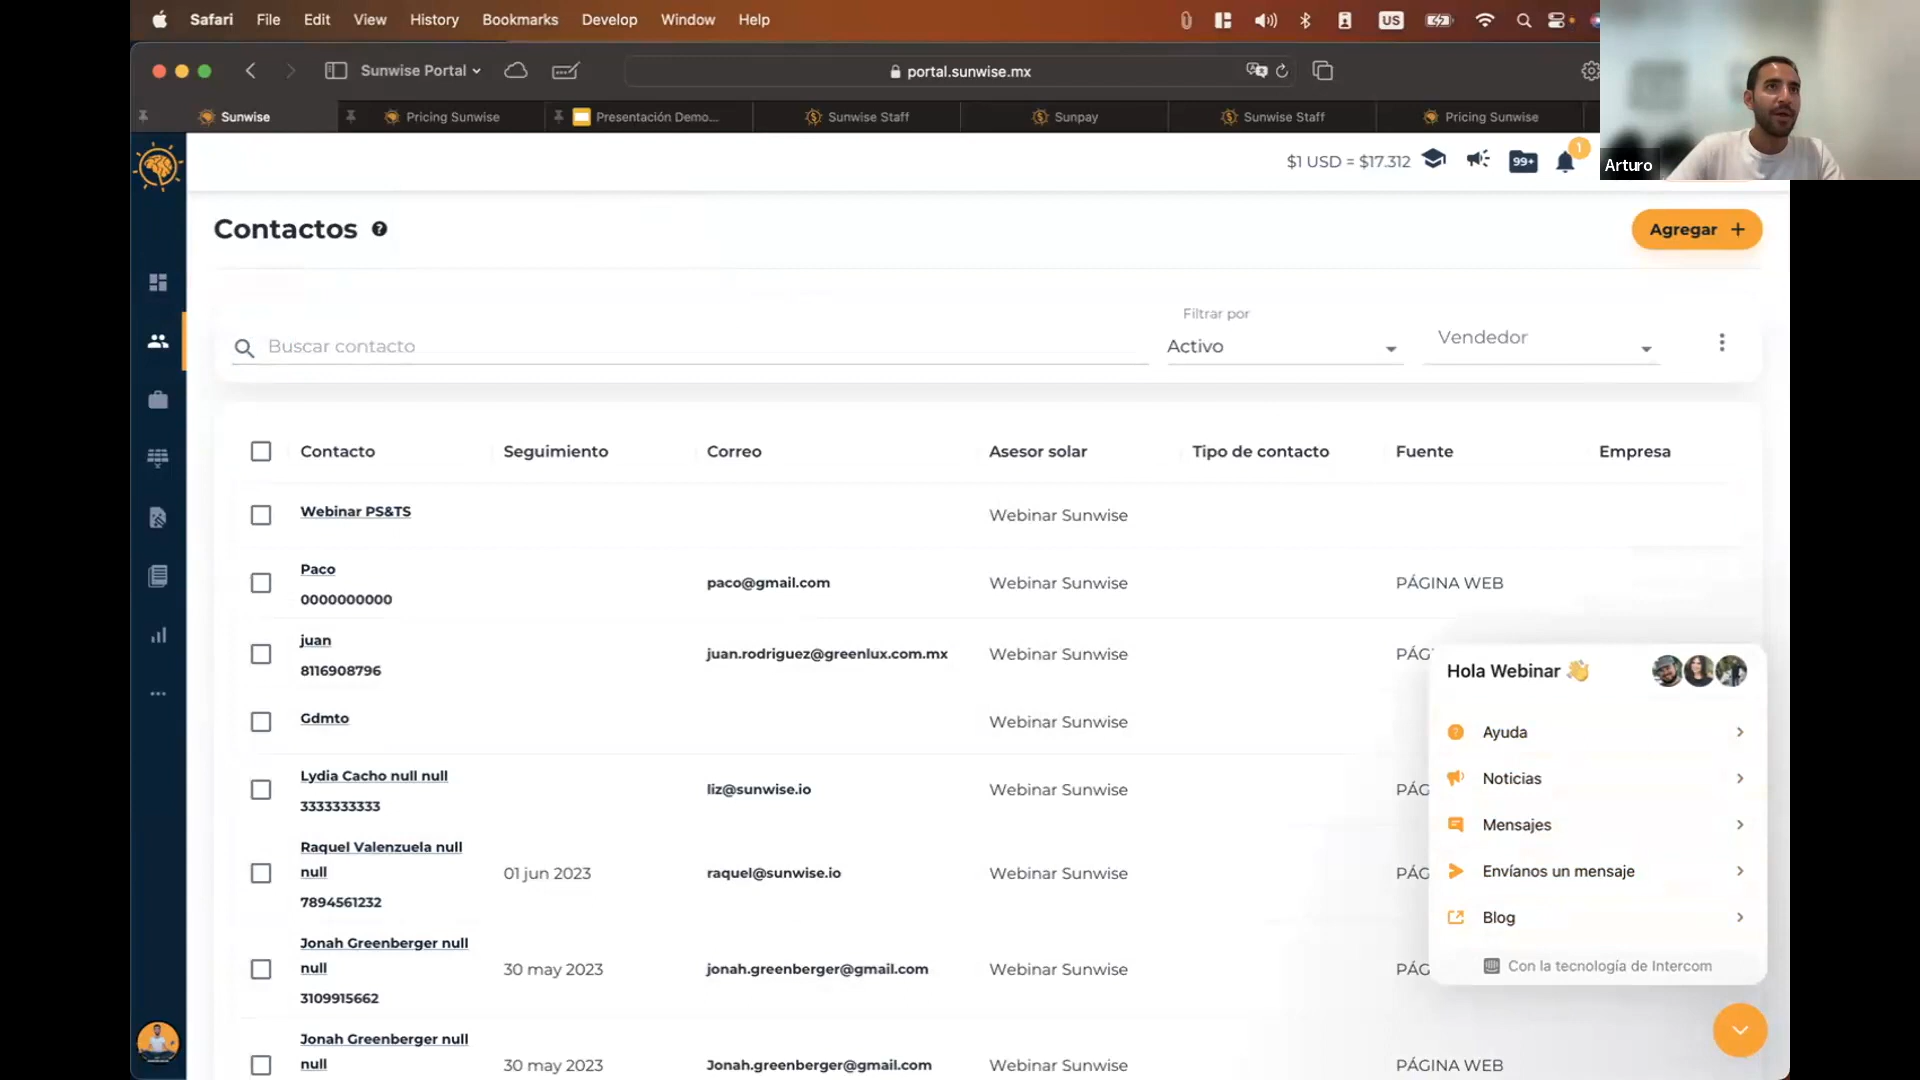 Safari File Edit View History Bookmarks Develop Window Help
US
Sunwise Portal
portal.sunwise.mx
Sunwise
Pricing Sunwise
Presentación Demo...
Sunwise Staff
Sunpay
Sunwise Staff
Pricing Sunwise
Arturo
$1 USD = $17.312
99+
1
Contactos
Agregar +
Buscar contacto
Filtrar por
Activo
Vendedor
Contacto Seguimiento Correo Asesor solar Tipo de contacto Fuente Empresa
Webinar PS&TS Webinar Sunwise
Paco
0000000000
paco@gmail.com Webinar Sunwise PÁGINA WEB
juan
8116908796
juan.rodriguez@greenlux.com.mx Webinar Sunwise PÁG
Gdmto Webinar Sunwise
Lydia Cacho null null
3333333333
liz@sunwise.io Webinar Sunwise PÁG
Raquel Valenzuela null
null
7894561232
01 jun 2023 raquel@sunwise.io Webinar Sunwise PÁG
Jonah Greenberger null
null
3109915662
30 may 2023 jonah.greenberger@gmail.com Webinar Sunwise PÁG
Jonah Greenberger null
null
30 may 2023 Jonah.greenberger@gmail.com Webinar Sunwise PÁGINA WEB
Hola Webinar 👋
Ayuda
Noticias
Mensajes
Envíanos un mensaje
Blog
Con la tecnología de Intercom